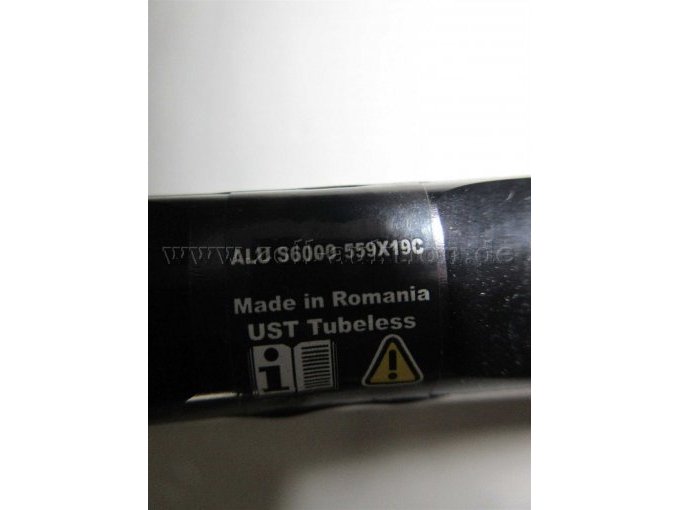 ALU S6000 559X19C
Made in Romania
UST Tubeless
i